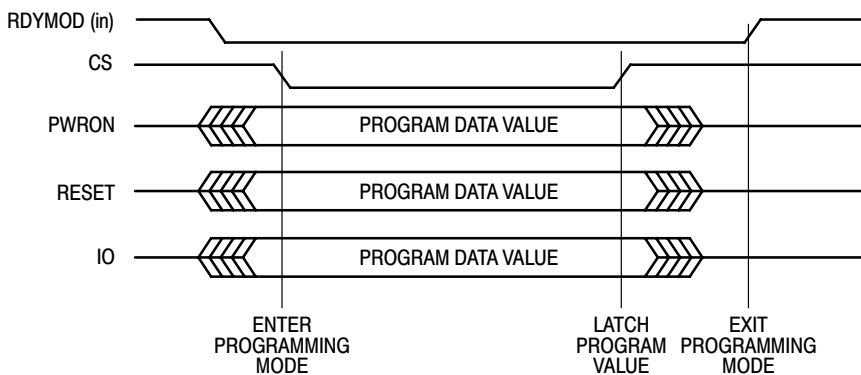 RDYMOD (in)
CS
PWRON
PROGRAM DATA VALUE
RESET
PROGRAM DATA VALUE
IO
PROGRAM DATA VALUE
ENTER
PROGRAMMING
MODE
LATCH
PROGRAM
VALUE
EXIT
PROGRAMMING
MODE